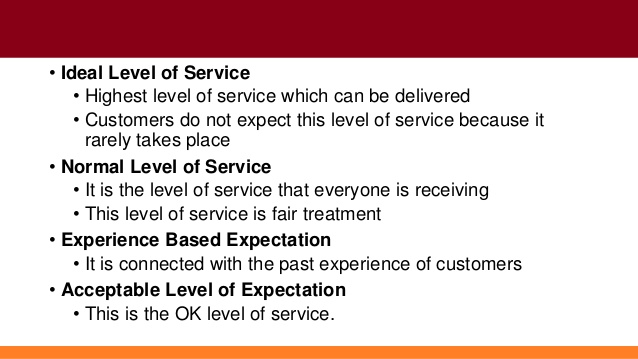 • Ideal Level of Service
• Highest level of service which can be delivered
• Customers do not expect this level of service because it
rarely takes place
• Normal Level of Service
• It is the level of service that everyone is receiving
• This level of service is fair treatment
• Experience Based Expectation
• It is connected with the past experience of customers
• Acceptable Level of Expectation
• This is the OK level of service.